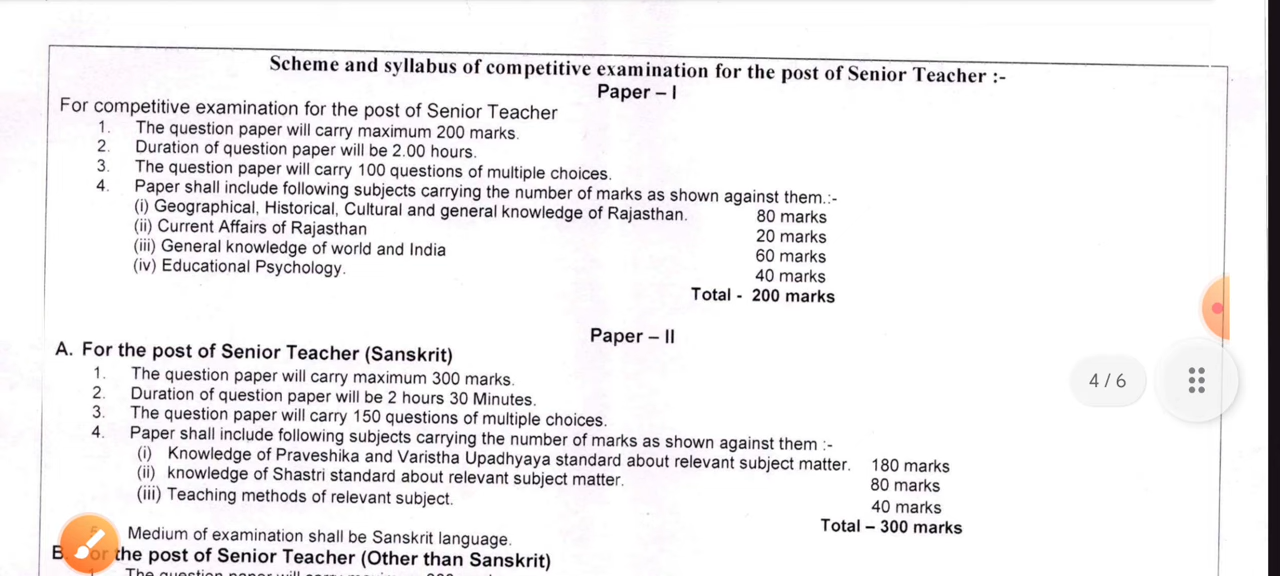 Scheme and syllabus of competitive examination for the post of Senior Teacher :-
Paper – I
For competitive examination for the post of Senior Teacher
1. The question paper will carry maximum 200 marks.
2. Duration of question paper will be 2.00 hours.
3. The question paper will carry 100 questions of multiple choices.
4. Paper shall include following subjects carrying the number of marks as shown against them.:-
(i) Geographical, Historical, Cultural and general knowledge of Rajasthan. 80 marks
(ii) Current Affairs of Rajasthan 20 marks
(iii) General knowledge of world and India 60 marks
(iv) Educational Psychology. 40 marks
Total - 200 marks
Paper – II
A. For the post of Senior Teacher (Sanskrit)
1. The question paper will carry maximum 300 marks.
2. Duration of question paper will be 2 hours 30 Minutes.
3. The question paper will carry 150 questions of multiple choices.
4. Paper shall include following subjects carrying the number of marks as shown against them :-
(i) Knowledge of Praveshika and Varistha Upadhyaya standard about relevant subject matter. 180 marks
(ii) knowledge of Shastri standard about relevant subject matter. 80 marks
(iii) Teaching methods of relevant subject. 40 marks
Total – 300 marks
Medium of examination shall be Sanskrit language.
B. For the post of Senior Teacher (Other than Sanskrit)
The question paper will
4 / 6